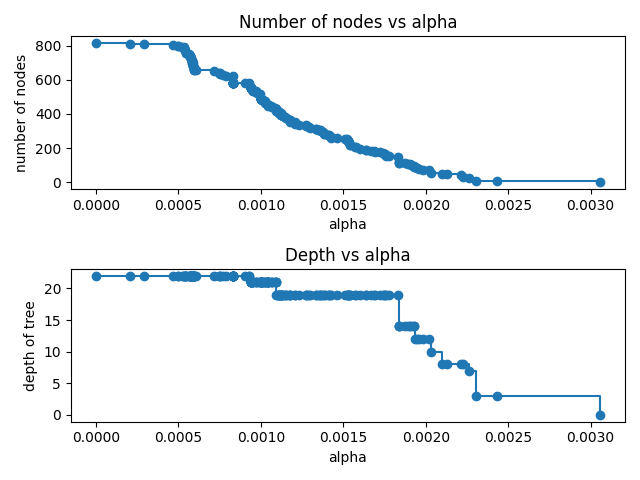 Number of nodes vs alpha
800
600
400
200
0
number of nodes
0.0000 0.0005 0.0010 0.0015 0.0020 0.0025 0.0030
alpha
Depth vs alpha
20
15
10
5
0
depth of tree
0.0000 0.0005 0.0010 0.0015 0.0020 0.0025 0.0030
alpha